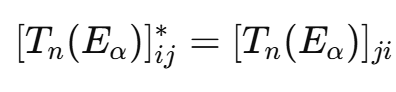 [T_n(E_α)]^*_{ij} = [T_n(E_α)]_{ji}